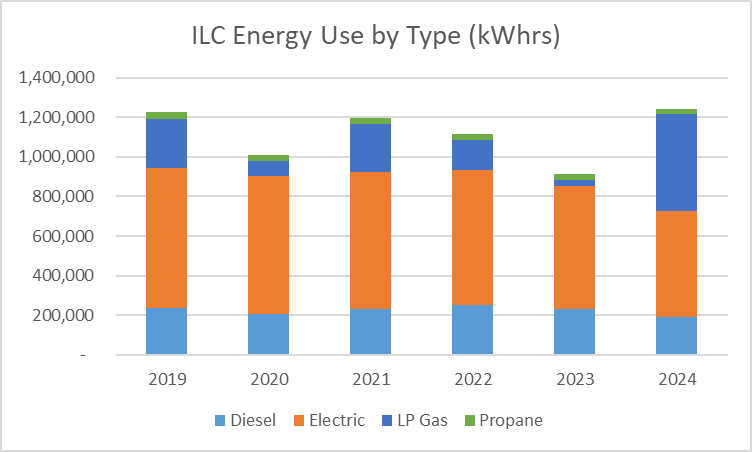 ILC Energy Use by Type (kWhrs)
1,400,000
1,200,000
1,000,000
800,000
600,000
400,000
200,000
-
2019 2020 2021 2022 2023 2024
Diesel Electric LP Gas Propane